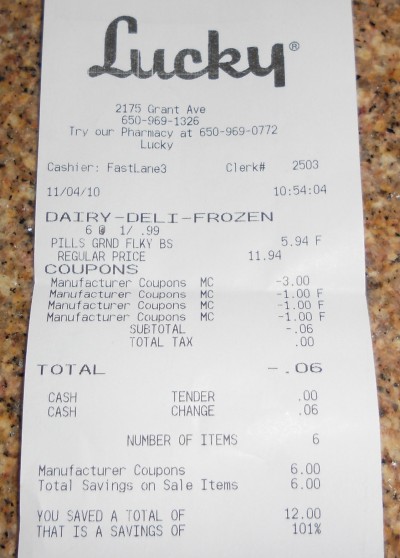 Lucky®
2175 Grant Ave
650-969-1326
Try our Pharmacy at 650-969-0772
Lucky
Cashier: FastLane3 Clerk# 2503
11/04/10 10:54:04
DAIRY-DELI-FROZEN
6 @ 1/ .99
PILLS GRND FLKY BS 5.94 F
REGULAR PRICE 11.94
COUPONS
Manufacturer Coupons MC -3.00
Manufacturer Coupons MC -1.00 F
Manufacturer Coupons MC -1.00 F
Manufacturer Coupons MC -1.00 F
SUBTOTAL -.06
TOTAL TAX .00
TOTAL -.06
CASH TENDER .00
CASH CHANGE .06
NUMBER OF ITEMS 6
Manufacturer Coupons 6.00
Total Savings on Sale Items 6.00
YOU SAVED A TOTAL OF 12.00
THAT IS A SAVINGS OF 101%